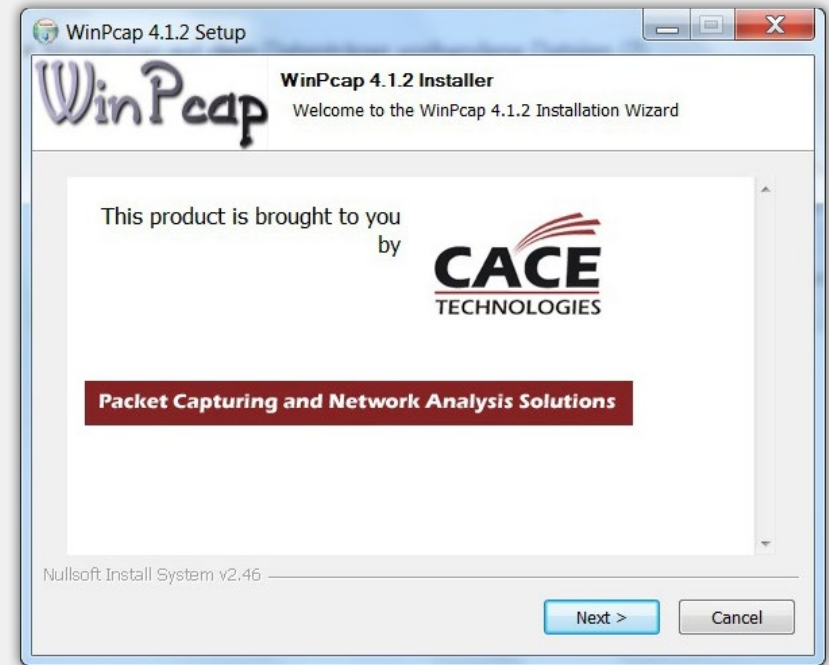 WinPcap 4.1.2 Setup
WinPcap
WinPcap 4.1.2 Installer
Welcome to the WinPcap 4.1.2 Installation Wizard
This product is brought to you
by
CACE
TECHNOLOGIES
Packet Capturing and Network Analysis Solutions
Nullsoft Install System v2.46
Next >
Cancel